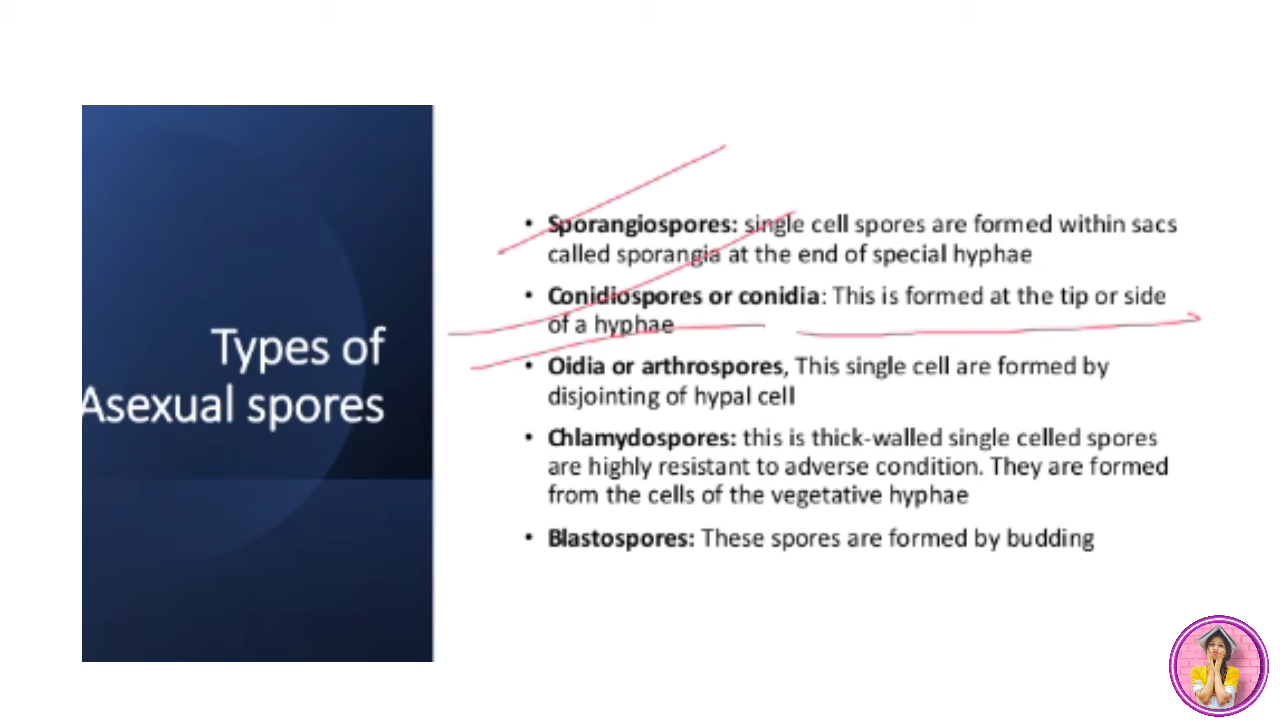 Types of
Asexual spores
• Sporangiospores: single cell spores are formed within sacs
called sporangia at the end of special hyphae
• Conidiospores or conidia: This is formed at the tip or side
of a hyphae
• Oidia or arthrospores, This single cell are formed by
disjointing of hypal cell
• Chlamydospores: this is thick-walled single celled spores
are highly resistant to adverse condition. They are formed
from the cells of the vegetative hyphae
• Blastospores: These spores are formed by budding